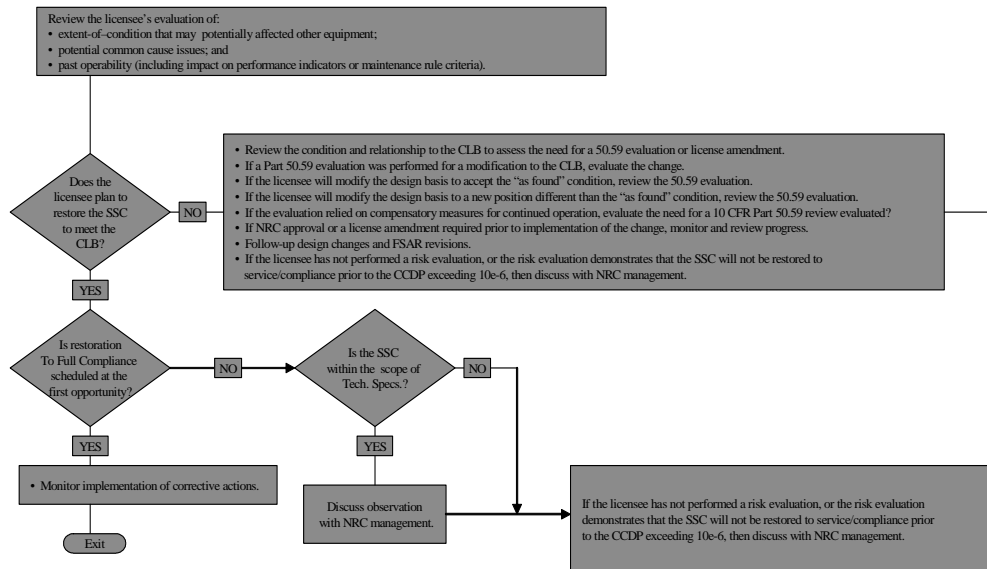 Review the licensee’s evaluation of:
• extent-of–condition that may potentially affected other equipment;
• potential common cause issues; and
• past operability (including impact on performance indicators or maintenance rule criteria).
Does the
licensee plan to
restore the SSC
to meet the
CLB?
NO
• Review the condition and relationship to the CLB to assess the need for a 50.59 evaluation or license amendment.
• If a Part 50.59 evaluation was performed for a modification to the CLB, evaluate the change.
• If the licensee will modify the design basis to accept the “as found” condition, review the 50.59 evaluation.
• If the licensee will modify the design basis to a new position different than the “as found” condition, review the 50.59 evaluation.
• If the evaluation relied on compensatory measures for continued operation, evaluate the need for a 10 CFR Part 50.59 review evaluated?
• If NRC approval or a license amendment required prior to implementation of the change, monitor and review progress.
• Follow-up design changes and FSAR revisions.
• If the licensee has not performed a risk evaluation, or the risk evaluation demonstrates that the SSC will not be restored to
service/compliance prior to the CCDP exceeding 10e-6, then discuss with NRC management.
YES
Is restoration
To Full Compliance
scheduled at the
first opportunity?
NO
Is the SSC
within the scope of
Tech. Specs.?
NO
YES
YES
• Monitor implementation of corrective actions.
Exit
Discuss observation
with NRC management.
If the licensee has not performed a risk evaluation, or the risk evaluation
demonstrates that the SSC will not be restored to service/compliance prior
to the CCDP exceeding 10e-6, then discuss with NRC management.